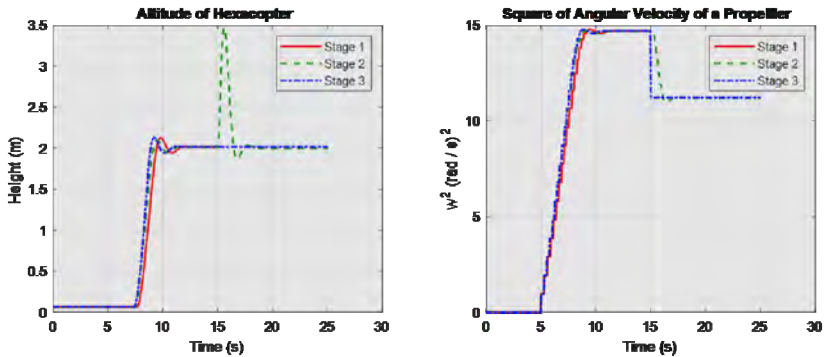 Altitude of Hexacopter
3.5
3
2.5
2
1.5
1
0.5
0
Height (m)
0 5 10 15 20 25 30
Time (s)
Stage 1
Stage 2
Stage 3
Square of Angular Velocity of a Propeller
15
10
5
0
W² (rad / s)²
0 5 10 15 20 25 30
Time (s)
Stage 1
Stage 2
Stage 3